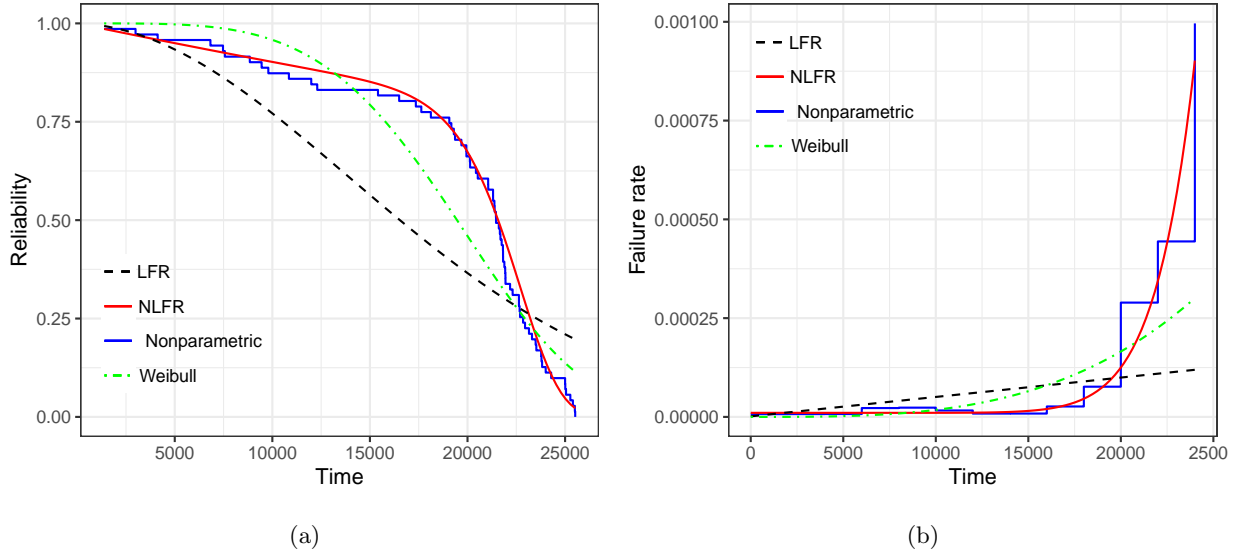 1.00
0.75
0.50
0.25
0.00
Reliability
LFR
NLFR
Nonparametric
Weibull
5000 10000 15000 20000 25000
Time
(a)
0.00100
0.00075
0.00050
0.00025
0.00000
Failure rate
LFR
NLFR
Nonparametric
Weibull
0 5000 10000 15000 20000 2500
Time
(b)